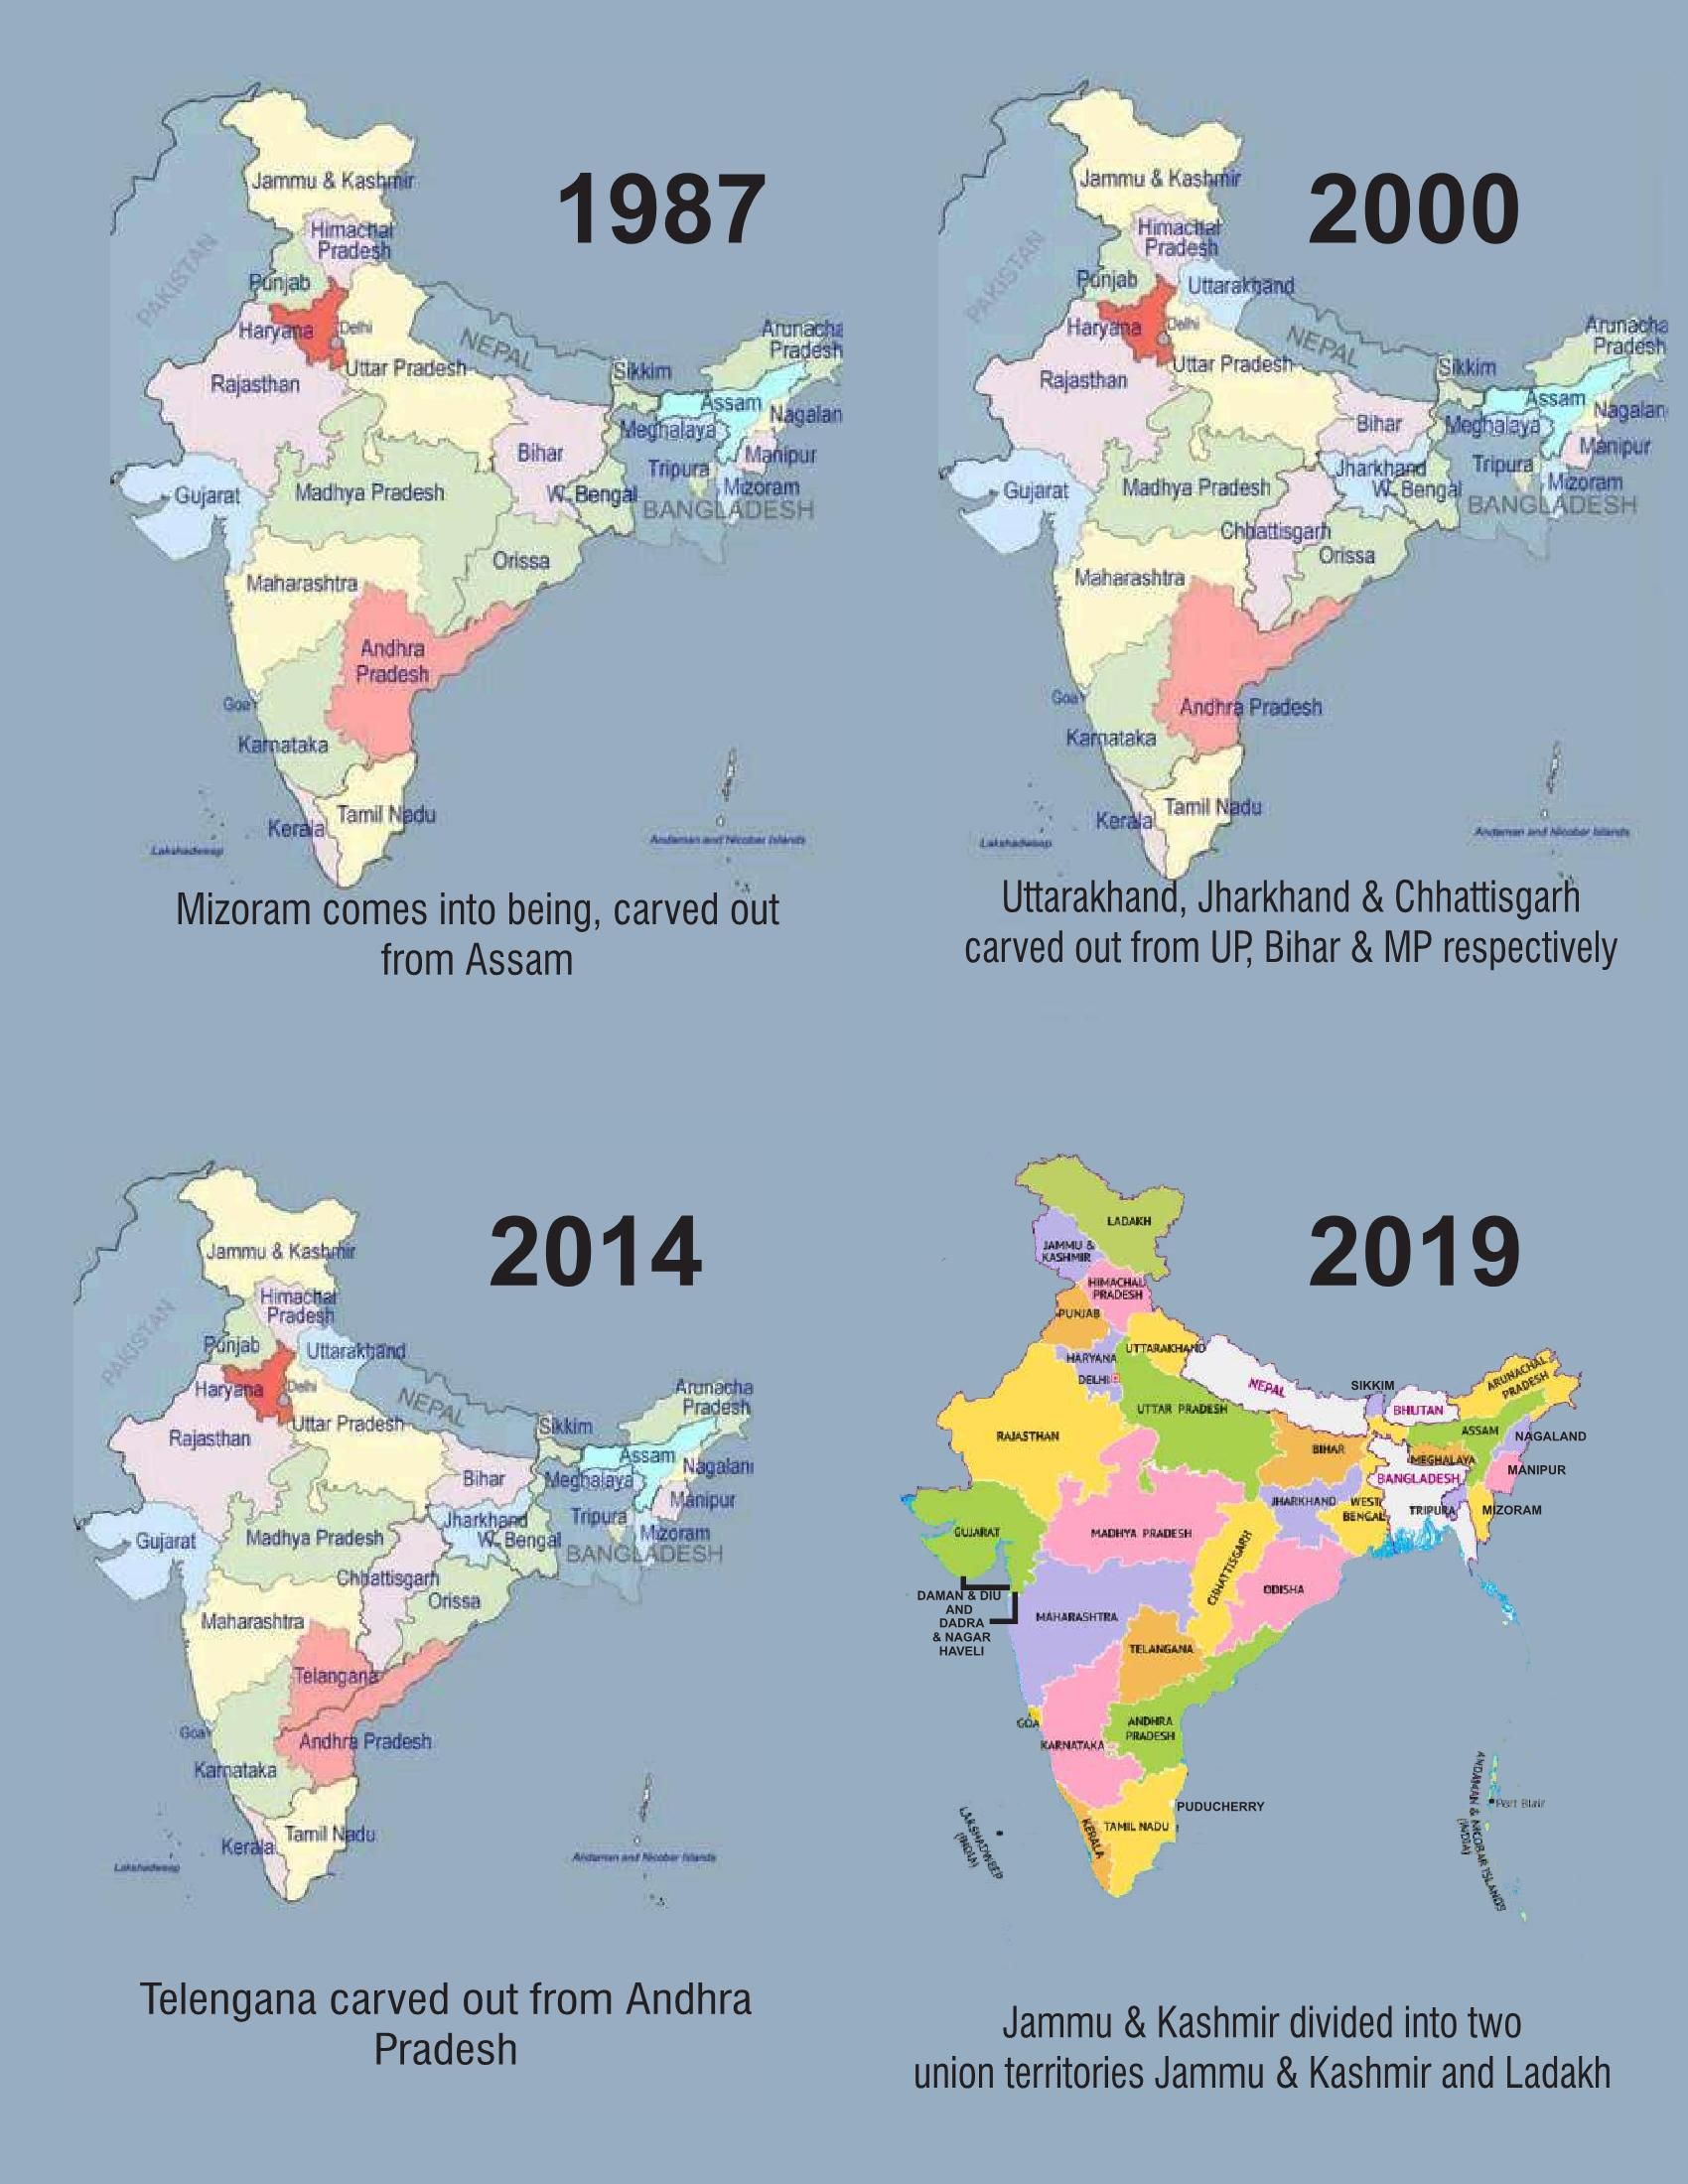 1987
Jammu & Kashmir
Himachal
Pradesh
PAKISTAN
Punjab
Haryana
Delhi
NEPAL
Arunacha
Pradesh
Uttar Pradesh
Sikkim
Rajasthan
Assam
Nagalan
Meghalaya
Bihar
Manipur
Tripura
Gujarat
Madhya Pradesh
W. Bengal
Mizoram
BANGLADESH
Orissa
Maharashtra
Andhra
Pradesh
Goa
Karnataka
Tamil Nadu
Kerala
Lakshadweep
Andaman and Nicobar Islands
Mizoram comes into being, carved out
from Assam
2000
Jammu & Kashmir
Himachal
Pradesh
PAKISTAN
Punjab
Uttarakhand
Haryana
Delhi
NEPAL
Arunacha
Pradesh
Uttar Pradesh
Sikkim
Rajasthan
Assam
Nagalan
Bihar
Meghalaya
Manipur
Jharkhand
Tripura
Gujarat
Madhya Pradesh
W. Bengal
Mizoram
BANGLADESH
Chhattisgarh
Orissa
Maharashtra
Goa
Andhra Pradesh
Karnataka
Tamil Nadu
Kerala
Lakshadweep
Andaman and Nicobar Islands
Uttarakhand, Jharkhand & Chhattisgarh
carved out from UP, Bihar & MP respectively
2014
Jammu & Kashmir
Himachal
Pradesh
PAKISTAN
Punjab
Uttarakhand
Haryana
Delhi
NEPAL
Arunacha
Pradesh
Uttar Pradesh
Sikkim
Rajasthan
Assam
Nagalan
Bihar
Meghalaya
Manipur
Jharkhand
Tripura
Gujarat
Madhya Pradesh
W. Bengal
Mizoram
BANGLADESH
Chhattisgarh
Orissa
Maharashtra
Telangana
Goa
Andhra Pradesh
Karnataka
Tamil Nadu
Kerala
Lakshadweep
Andaman and Nicobar Islands
Telengana carved out from Andhra
Pradesh
2019
LADAKH
JAMMU &
KASHMIR
HIMACHAL
PRADESH
PUNJAB
UTTARAKHAND
HARYANA
DELHI
NEPAL
SIKKIM
BHUTAN
ARUNACHAL
PRADESH
UTTAR PRADESH
RAJASTHAN
ASSAM
NAGALAND
BIHAR
MEGHALAYA
MANIPUR
BANGLADESH
JHARKHAND
WEST
BENGAL
TRIPURA
MIZORAM
GUJARAT
MADHYA PRADESH
CHHATTISGARH
ODISHA
DAMAN & DIU
AND
DADRA
& NAGAR
HAVELI
MAHARASHTRA
TELANGANA
GOA
ANDHRA
PRADESH
KARNATAKA
PUDUCHERRY
TAMIL NADU
KERALA
LAKSHADWEEP
(INDIA)
ANDAMAN & NICOBAR ISLANDS
(INDIA)
Port Blair
Jammu & Kashmir divided into two
union territories Jammu & Kashmir and Ladakh